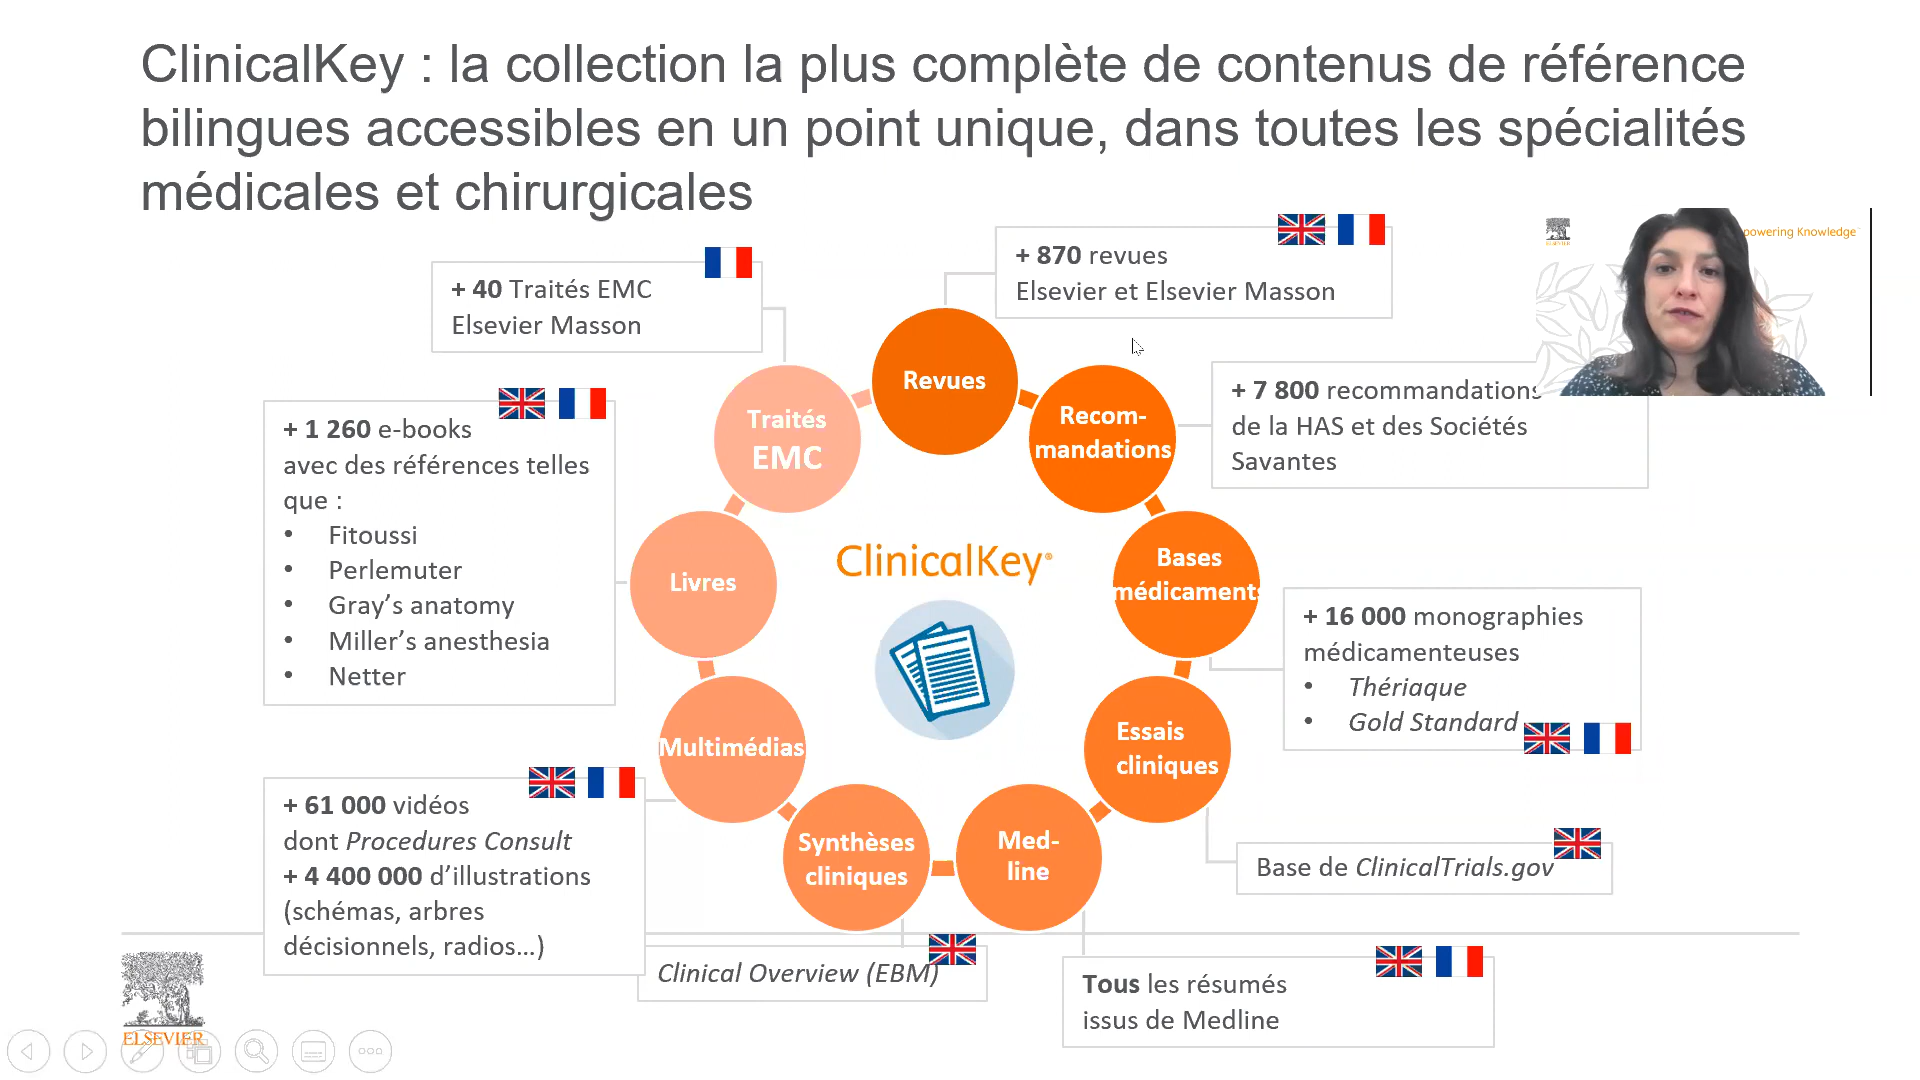 ClinicalKey : la collection la plus complète de contenus de référence
bilingues accessibles en un point unique, dans toutes les spécialités
médicales et chirurgicales
powering Knowledge
+ 870 revues
Elsevier et Elsevier Masson
+ 40 Traités EMC
Elsevier Masson
Revues
+ 7 800 recommandations
de la HAS et des Sociétés
Savantes
Recom-
mandations
Traités
EMC
+ 1 260 e-books
avec des références telles
que :
• Fitoussi
• Perlemuter
• Gray’s anatomy
• Miller’s anesthesia
• Netter
Livres
ClinicalKey®
Bases
médicament
+ 16 000 monographies
médicamenteuses
• Thériaque
• Gold Standard
Multimédias
Essais
cliniques
+ 61 000 vidéos
dont Procedures Consult
+ 4 400 000 d’illustrations
(schémas, arbres
décisionnels, radios…)
Synthèses
cliniques
Med-
line
Base de ClinicalTrials.gov
Clinical Overview (EBM)
Tous les résumés
issus de Medline
ELSEVIER